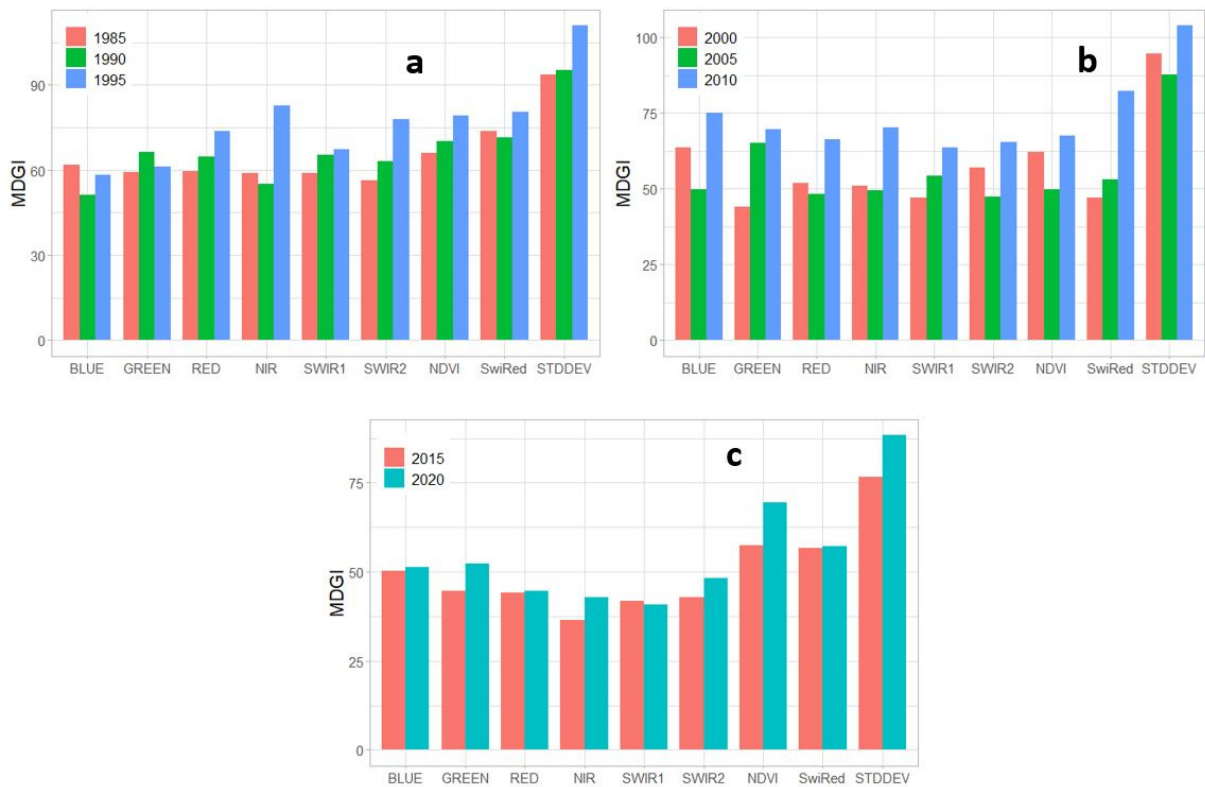 1985
1990
1995
a
MDGI
90
60
30
0
BLUE GREEN RED NIR SWIR1 SWIR2 NDVI SwiRed STDDEV
2000
2005
2010
b
MDGI
100
75
50
25
0
BLUE GREEN RED NIR SWIR1 SWIR2 NDVI SwiRed STDDEV
2015
2020
c
MDGI
75
50
25
0
BLUE GREEN RED NIR SWIR1 SWIR2 NDVI SwiRed STDDEV